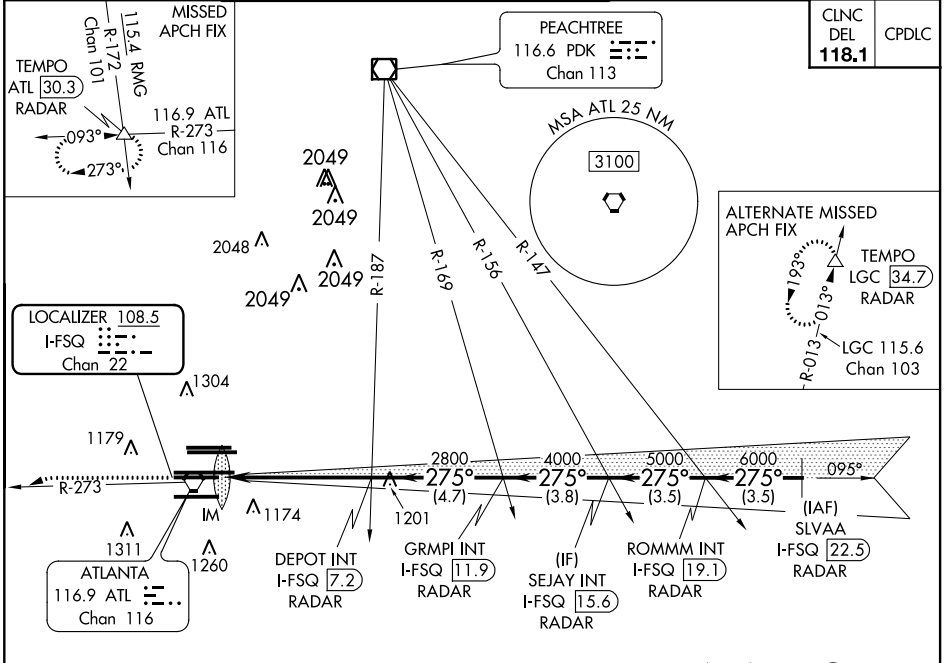 MISSED
APCH FIX
115.4 RMG
R-172
Chan 101
TEMPO
ATL 30.3
RADAR
116.9 ATL
R-273
Chan 116
093°
273°
PEACHTREE
116.6 PDK
Chan 113
CLNC
DEL
118.1
CPDLC
MSA ATL 25 NM
3100
ALTERNATE MISSED
APCH FIX
TEMPO
LGC 34.7
RADAR
193°
013°
R-013
LGC 115.6
Chan 103
2049
2049
2048
2049
2049
R-187
R-169
R-156
R-147
LOCALIZER 108.5
I-FSQ
Chan 22
1304
1179
R-273
IM
1174
1201
1311
1260
2800
275°
(4.7)
4000
275°
(3.8)
5000
275°
(3.5)
6000
275°
(3.5)
095°
ATLANTA
116.9 ATL
Chan 116
DEPOT INT
I-FSQ 7.2
RADAR
GRMPI INT
I-FSQ 11.9
RADAR
(IF)
SEJAY INT
I-FSQ 15.6
RADAR
ROMMM INT
I-FSQ 19.1
RADAR
(IAF)
SLVAA
I-FSQ 22.5
RADAR